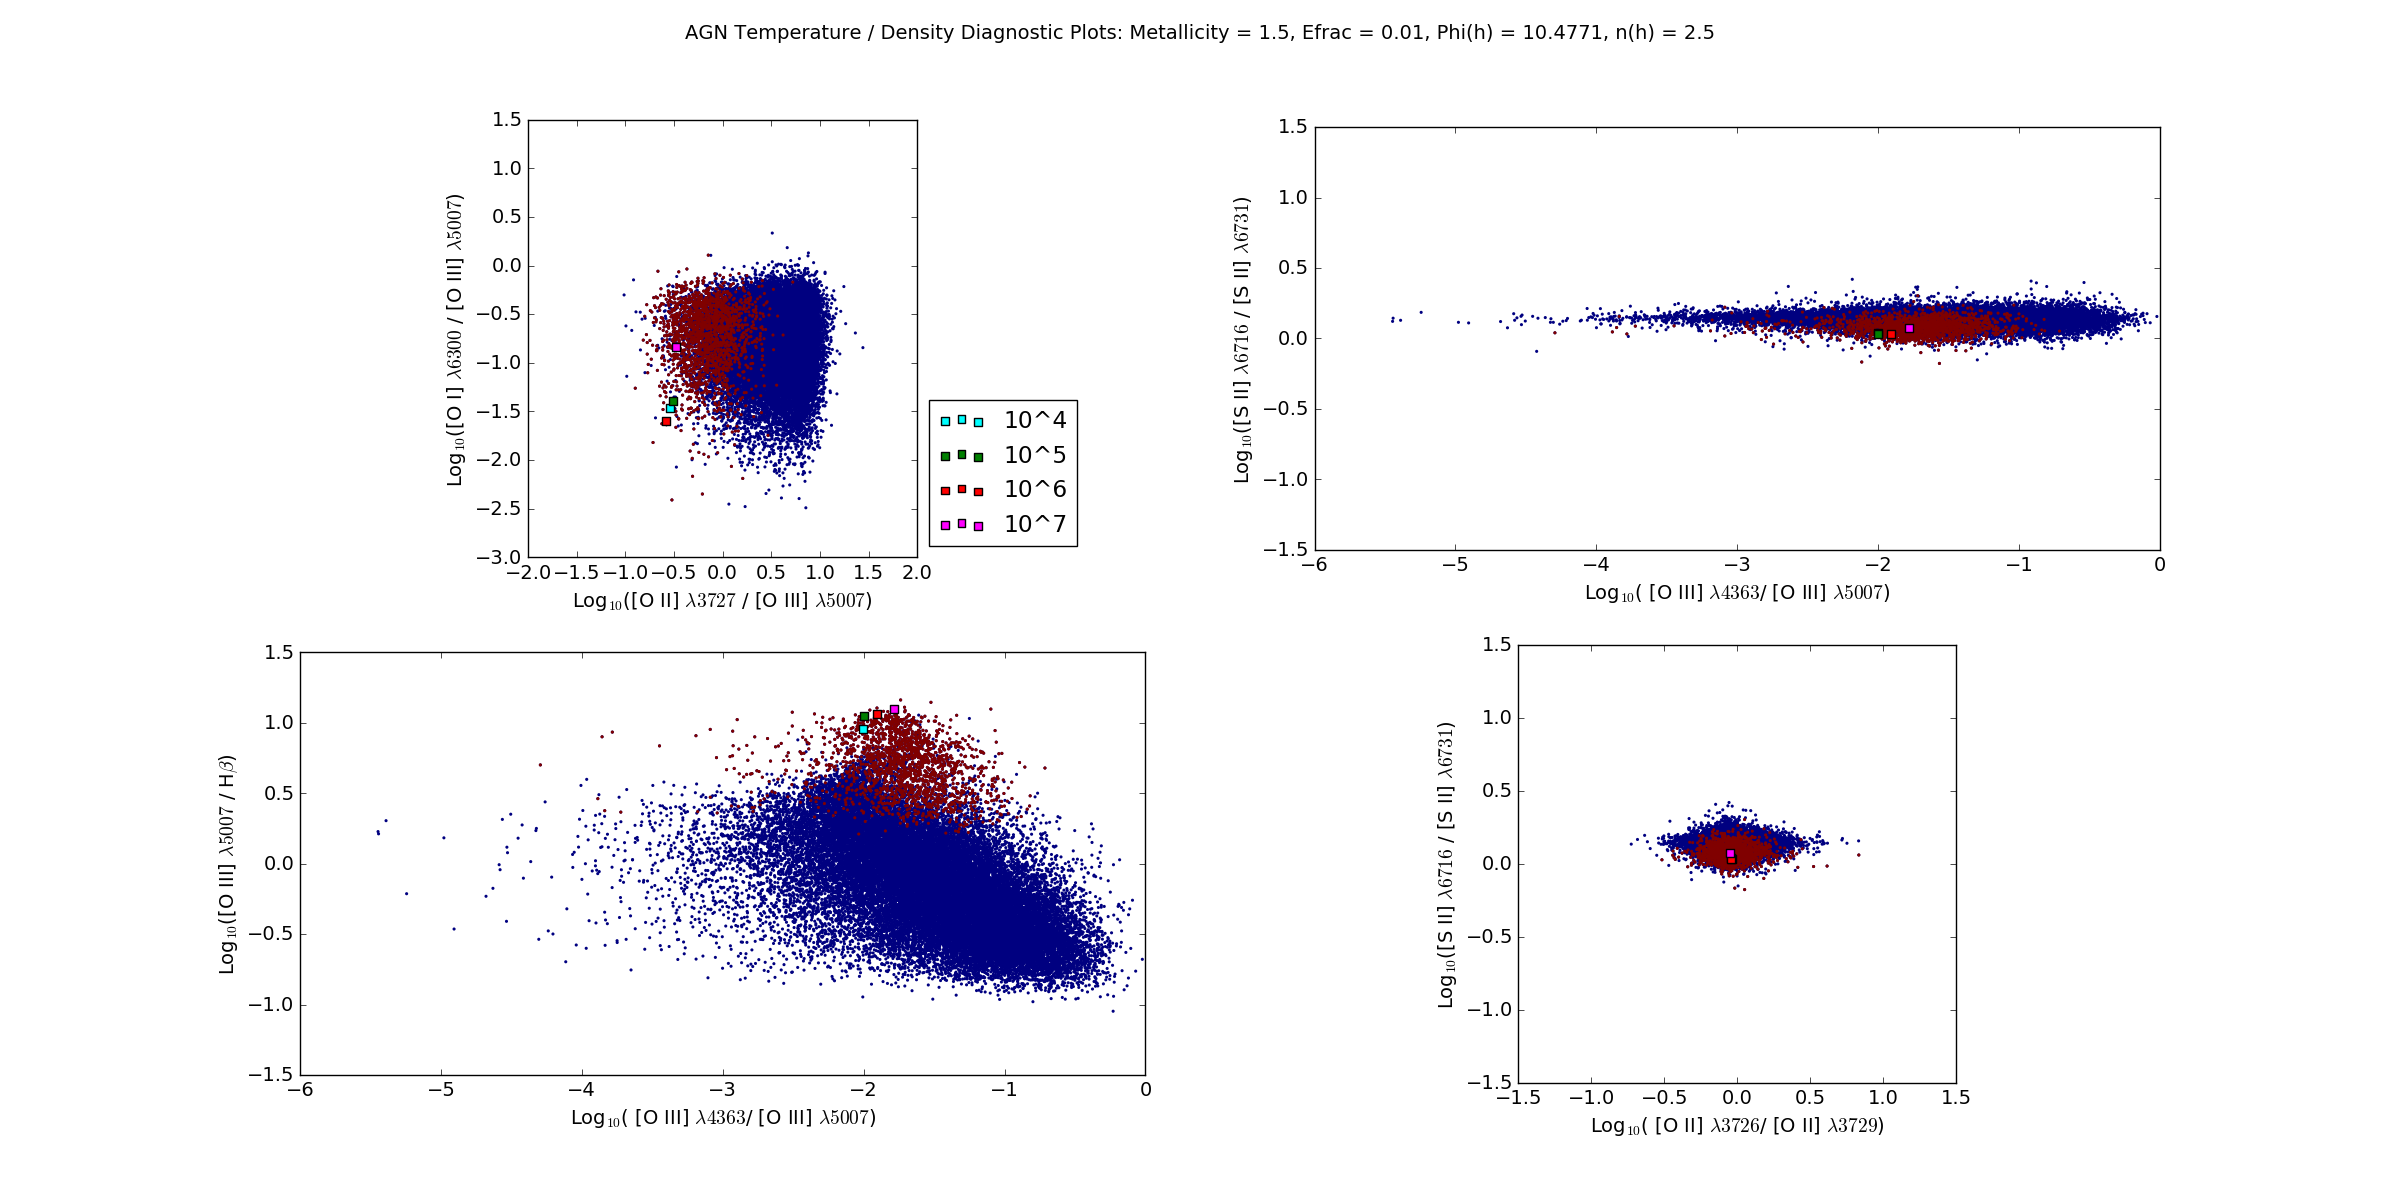 AGN Temperature / Density Diagnostic Plots: Metallicity = 1.5, Efrac = 0.01, Phi(h) = 10.4771, n(h) = 2.5
1.5
1.0
0.5
0.0
−0.5
−1.0
−1.5
−2.0
−2.5
−3.0
Log₁₀([O I] λ6300 / [O III] λ5007)
−2.0 −1.5 −1.0 −0.5 0.0 0.5 1.0 1.5 2.0
Log₁₀([O II] λ3727 / [O III] λ5007)
10^4
10^5
10^6
10^7
1.5
1.0
0.5
0.0
−0.5
−1.0
−1.5
Log₁₀([S II] λ6716 / [S II] λ6731)
−6 −5 −4 −3 −2 −1 0
Log₁₀( [O III] λ4363/ [O III] λ5007)
1.5
1.0
0.5
0.0
−0.5
−1.0
−1.5
Log₁₀([O III] λ5007 / Hβ)
−6 −5 −4 −3 −2 −1 0
Log₁₀( [O III] λ4363/ [O III] λ5007)
1.5
1.0
0.5
0.0
−0.5
−1.0
−1.5
Log₁₀([S II] λ6716 / [S II] λ6731)
−1.5 −1.0 −0.5 0.0 0.5 1.0 1.5
Log₁₀( [O II] λ3726/ [O II] λ3729)